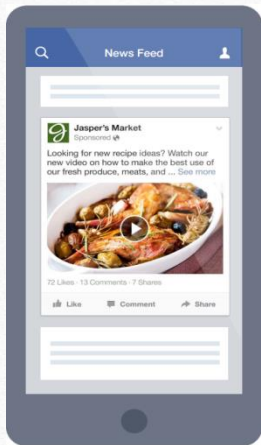 News Feed
Jasper's Market
Sponsored
Looking for new recipe ideas? Watch our
new video on how to make the best use of
our fresh produce, meats, and ... See more
72 Likes · 13 Comments · 7 Shares
Like Comment Share